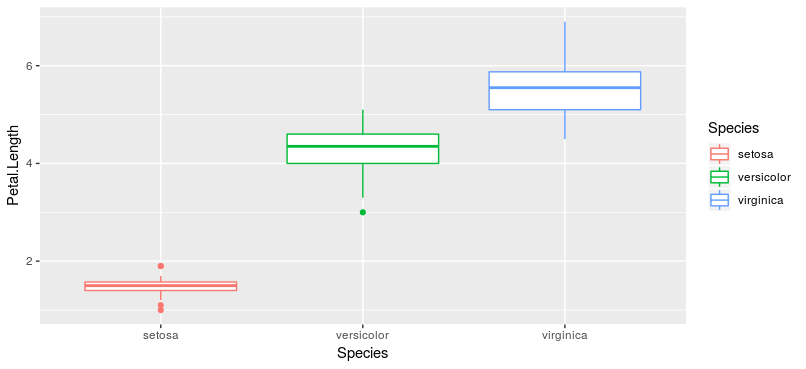 Petal.Length
6
4
2
setosa
versicolor
virginica
Species
Species
setosa
versicolor
virginica